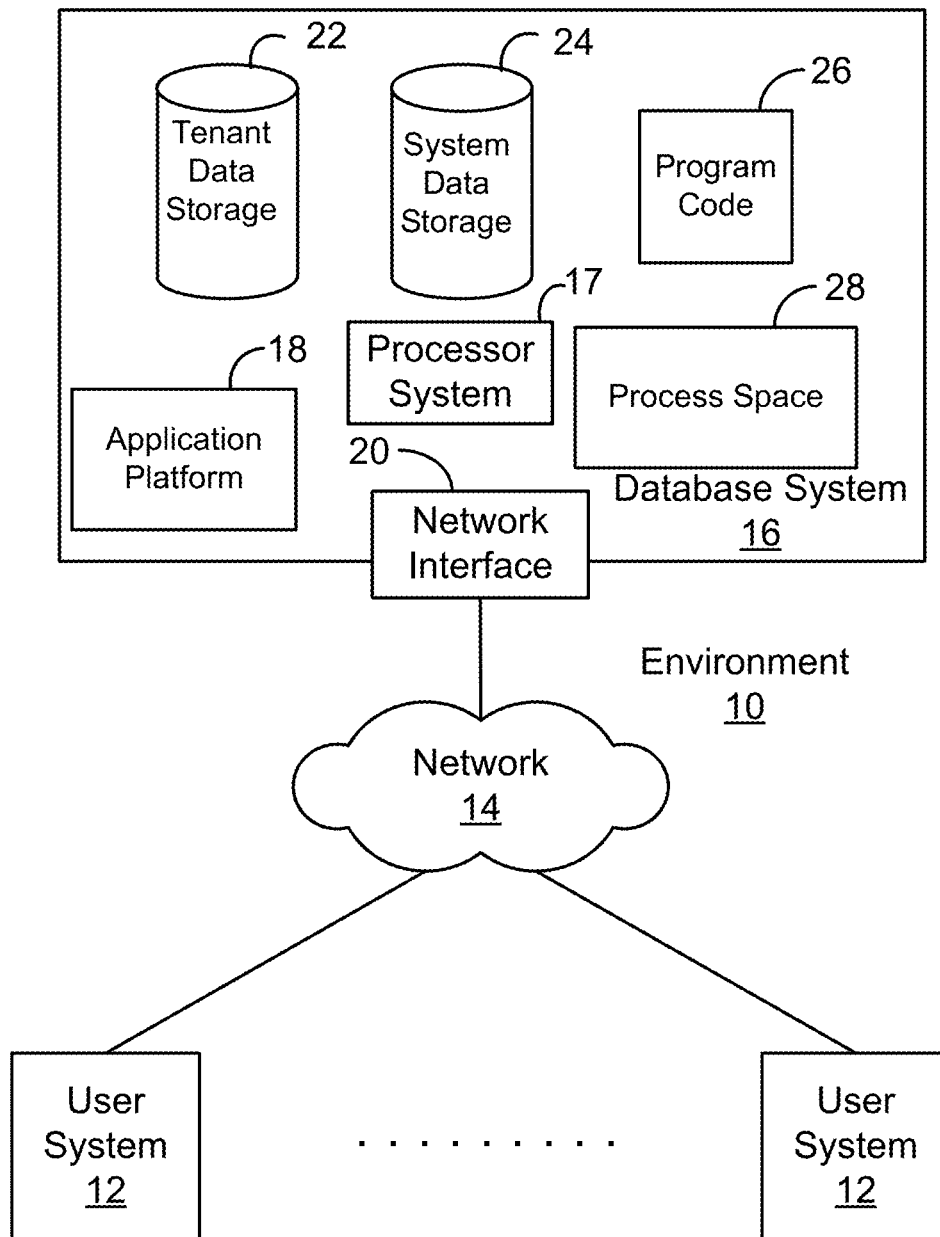 22
24
26
Tenant
Data
Storage
System
Data
Storage
Program
Code
17
28
18
Processor
System
Process Space
Application
Platform
20
Database System
16
Network
Interface
Environment
10
Network
14
User
System
12
. . . . . . . . .
User
System
12